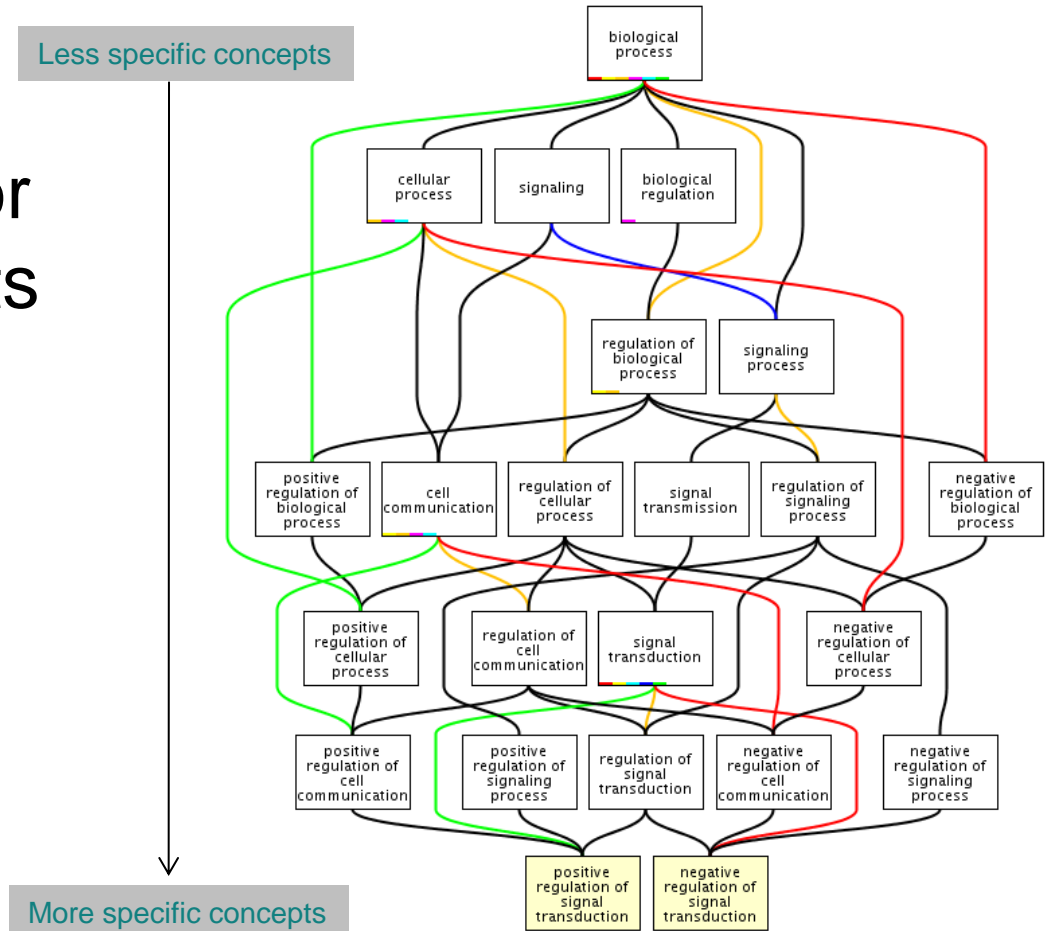 Less specific concepts
biological
process
or
ts
cellular
process
signaling
biological
regulation
regulation of
biological
process
signaling
process
positive
regulation of
biological
process
cell
communication
regulation of
cellular
process
signal
transmission
regulation of
signaling
process
negative
regulation of
biological
process
positive
regulation of
cellular
process
regulation of
cell
communication
signal
transduction
negative
regulation of
cellular
process
positive
regulation of
cell
communication
positive
regulation of
signaling
process
regulation of
signal
transduction
negative
regulation of
cell
communication
negative
regulation of
signaling
process
positive
regulation of
signal
transduction
negative
regulation of
signal
transduction
More specific concepts